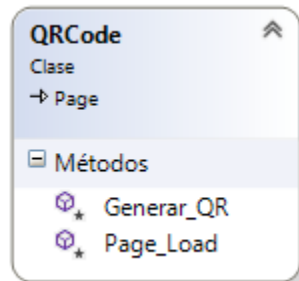 QRCode
Clase
Page
Métodos
Generar_QR
Page_Load